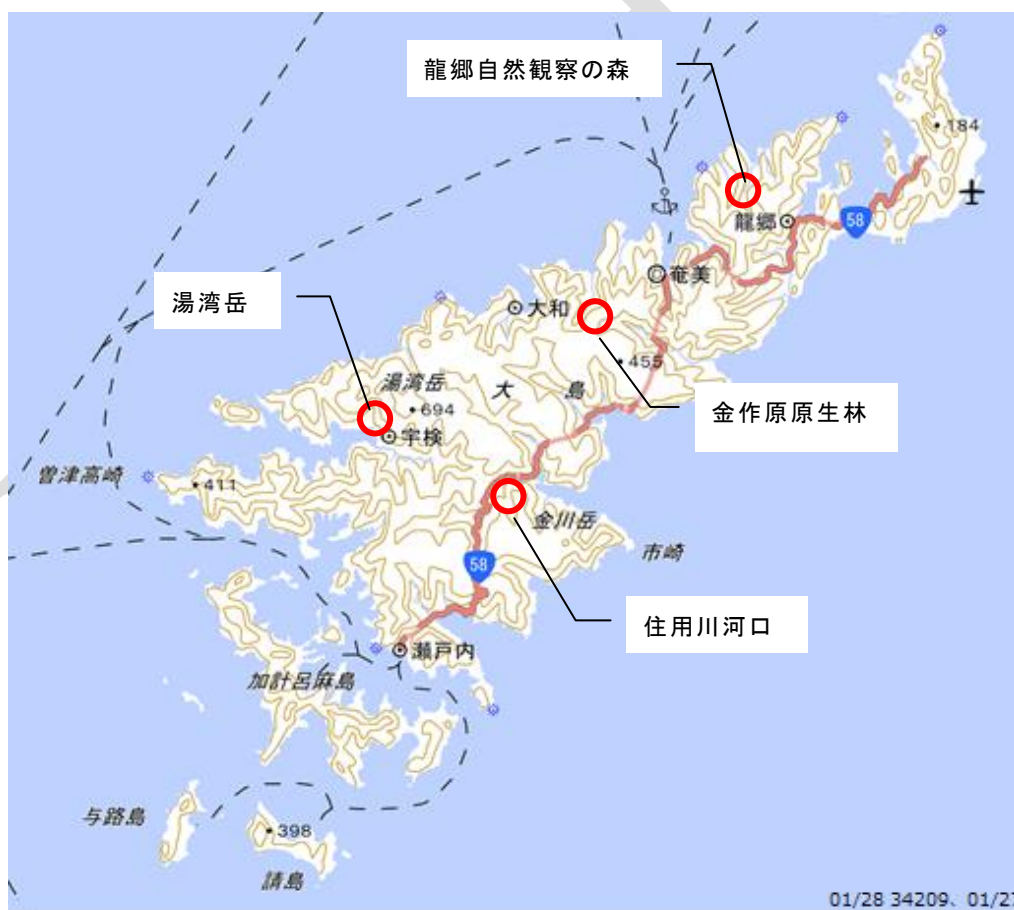 龍郷自然観察の森
184
龍郷
58
奄美
湯湾岳
大和
455
湯湾岳
大島
694
金作原原生林
宇検
曽津高崎
411
金川岳
市崎
58
住用川河口
瀬戸内
加計呂麻島
与路島
398
請島
01/28 34209、01/27